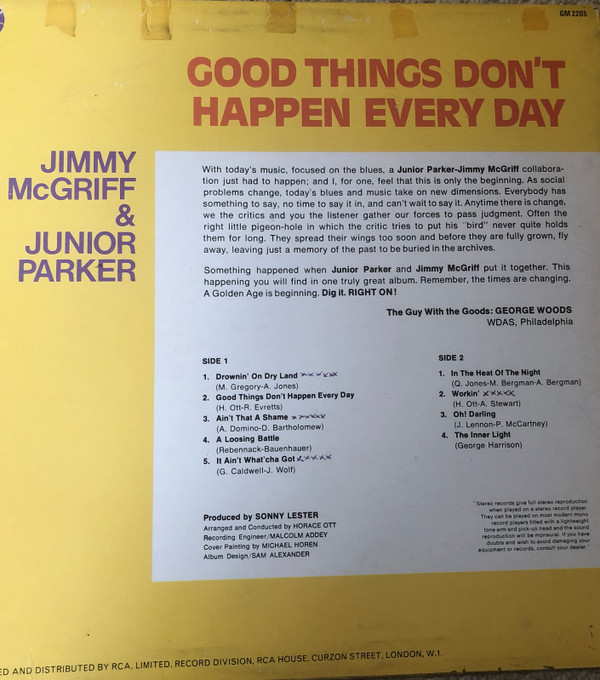 GM 2205
GOOD THINGS DON'T
HAPPEN EVERY DAY
JIMMY
McGRIFF
&
JUNIOR
PARKER
With today's music, focused on the blues, a Junior Parker-Jimmy McGriff collabora-
tion just had to happen; and I, for one, feel that this is only the beginning. As social
problems change, today's blues and music take on new dimensions. Everybody has
something to say, no time to say it in, and can't wait to say it. Anytime there is change,
we the critics and you the listener gather our forces to pass judgment. Often the
right little pigeon-hole in which the critic tries to put his "bird" never quite holds
them for long. They spread their wings too soon and before they are fully grown, fly
away, leaving just a memory of the past to be buried in the archives.
Something happened when Junior Parker and Jimmy McGriff put it together. This
happening you will find in one truly great album. Remember, the times are changing.
A Golden Age is beginning. Dig it. RIGHT ON!
The Guy With the Goods: GEORGE WOODS
WDAS, Philadelphia
SIDE 1
1. Drownin' On Dry Land xxxxx
(M. Gregory-A. Jones)
2. Good Things Don't Happen Every Day
(H. Ott-R. Evretts)
3. Ain't That A Shame xxxxx
(A. Domino-D. Bartholomew)
4. A Loosing Battle
(Rebennack-Bauenhauer)
5. It Ain't What'cha Got xxxxx
(G. Caldwell-J. Wolf)
SIDE 2
1. In The Heat Of The Night
(Q. Jones-M. Bergman-A. Bergman)
2. Workin' xxxxx
(H. Ott-A. Stewart)
3. Oh! Darling
(J. Lennon-P. McCartney)
4. The Inner Light
(George Harrison)
Produced by SONNY LESTER
Arranged and Conducted by HORACE OTT
Recording Engineer/MALCOLM ADDEY
Cover Painting by MICHAEL HOREN
Album Design/SAM ALEXANDER
"Stereo records give full stereo reproduction
when played on a stereo record player.
They can be played on most modern mono
record players fitted with a lightweight
tone arm and pick-up head and the sound
reproduction will be monaural. If you have
doubts and wish to avoid damaging your
equipment or records, consult your dealer."
ED AND DISTRIBUTED BY RCA, LIMITED, RECORD DIVISION, RCA HOUSE, CURZON STREET, LONDON, W.1.